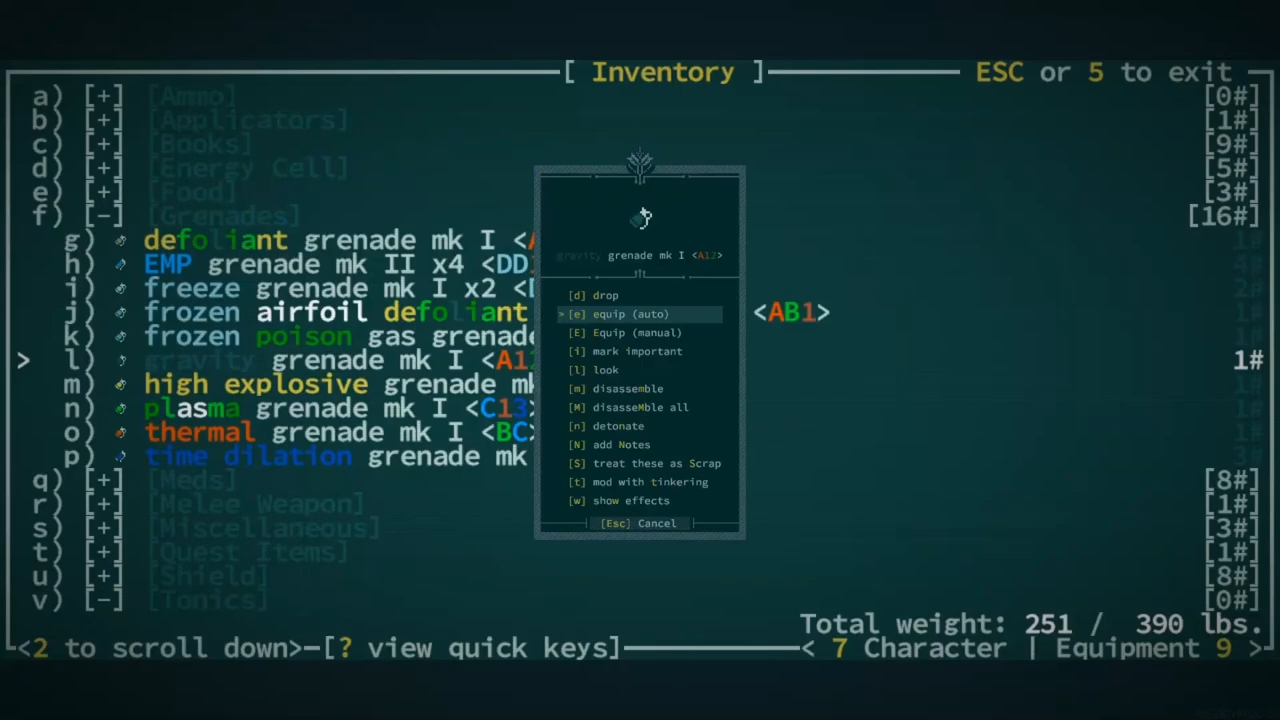 [ Inventory ] ESC or 5 to exit
a) [+] [Ammo] [0#]
b) [+] [Applicators] [1#]
c) [+] [Books] [9#]
d) [+] [Energy Cell] [5#]
e) [+] [Food] [3#]
f) [-] [Grenades] [16#]
g) defoliant grenade mk I <A
h) EMP grenade mk II x4 <DD
i) freeze grenade mk I x2 <
j) frozen airfoil defoliant <AB1>
k) frozen poison gas grenade
> l) gravity grenade mk I <A12 1#
m) high explosive grenade mk
n) plasma grenade mk I <C13>
o) thermal grenade mk I <BC>
p) time dilation grenade mk
q) [+] [Meds] [8#]
r) [+] [Melee Weapon] [1#]
s) [+] [Miscellaneous] [3#]
t) [+] [Quest Items] [1#]
u) [+] [Shield] [8#]
v) [-] [Tonics] [0#]
Total weight: 251 / 390 lbs.
<2 to scroll down> [? view quick keys] < 7 Character | Equipment 9 >
gravity grenade mk I <A12>
[d] drop
> [e] equip (auto)
[E] Equip (manual)
[i] mark important
[l] look
[m] disassemble
[M] disasseMble all
[n] detonate
[N] add Notes
[S] treat these as Scrap
[t] mod with tinkering
[w] show effects
[Esc] Cancel